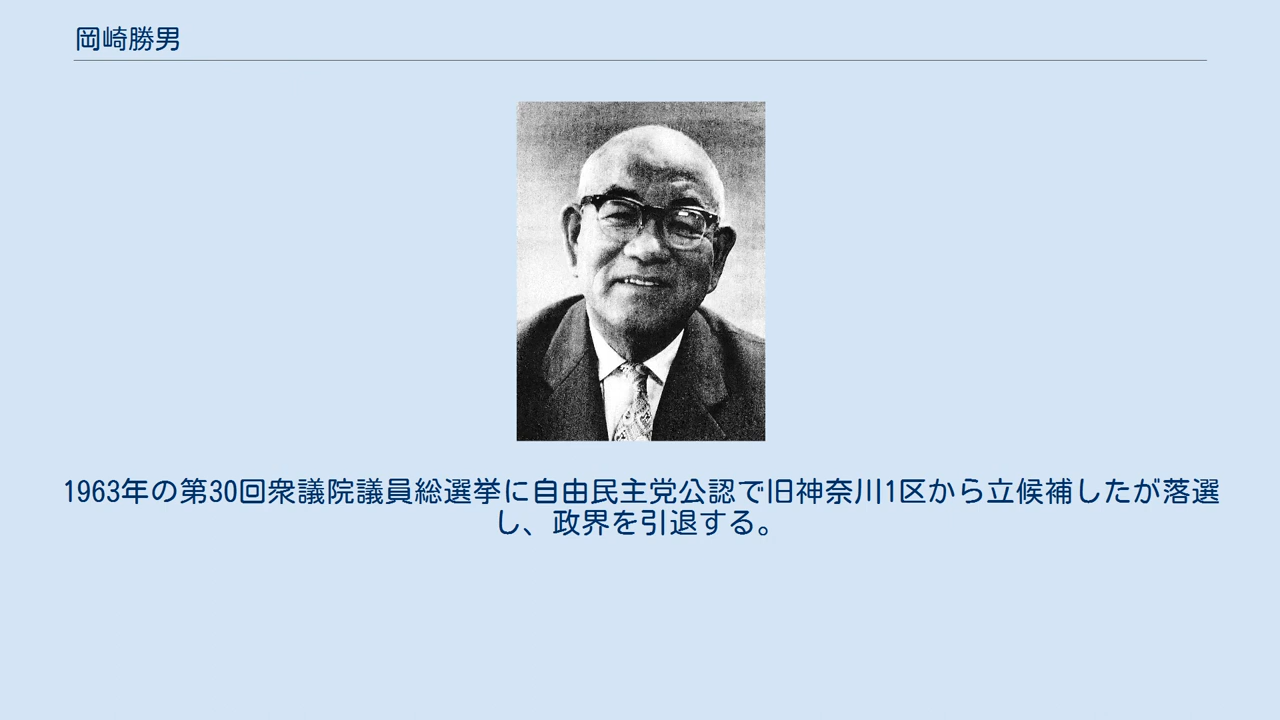 岡崎勝男
1963年の第30回衆議院議員総選挙に自由民主党公認で旧神奈川1区から立候補したが落選
し、政界を引退する。